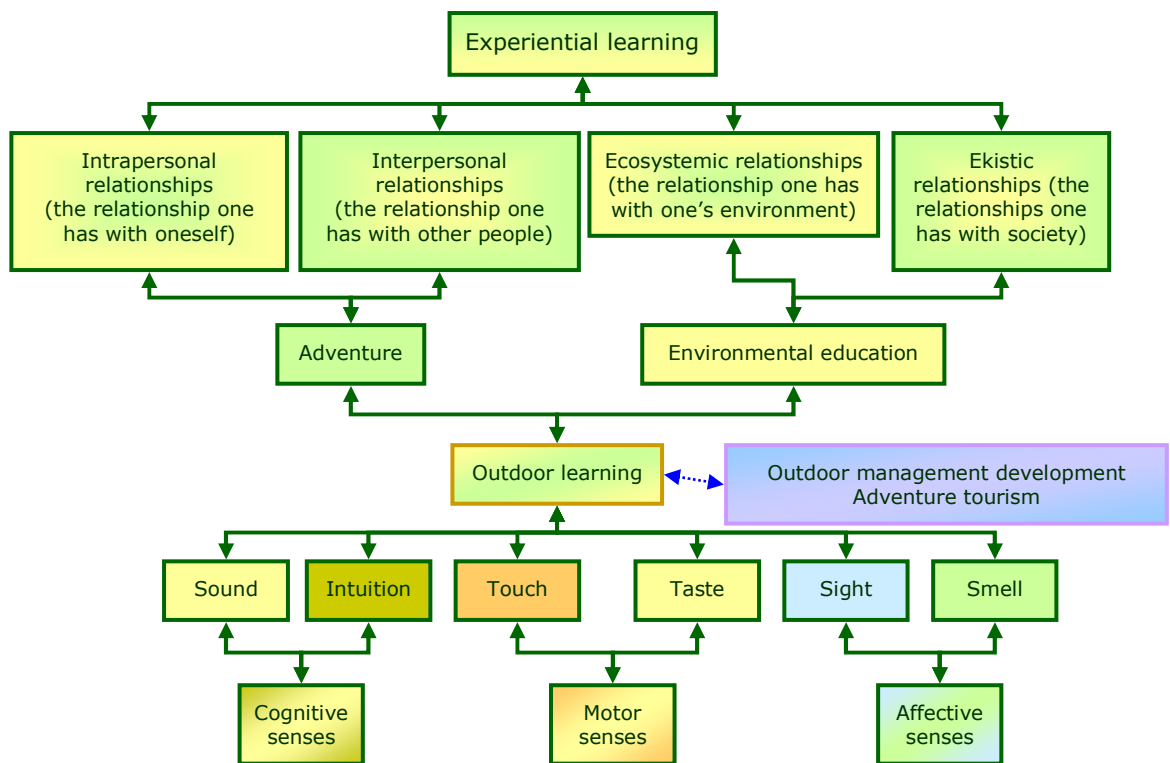 Experiential learning
Intrapersonal
relationships
(the relationship one
has with oneself)
Interpersonal
relationships
(the relationship one
has with other people)
Ecosystemic relationships
(the relationship one has
with one’s environment)
Ekistic
relationships (the
relationships one
has with society)
Adventure
Environmental education
Outdoor learning
Outdoor management development
Adventure tourism
Sound
Intuition
Touch
Taste
Sight
Smell
Cognitive
senses
Motor
senses
Affective
senses